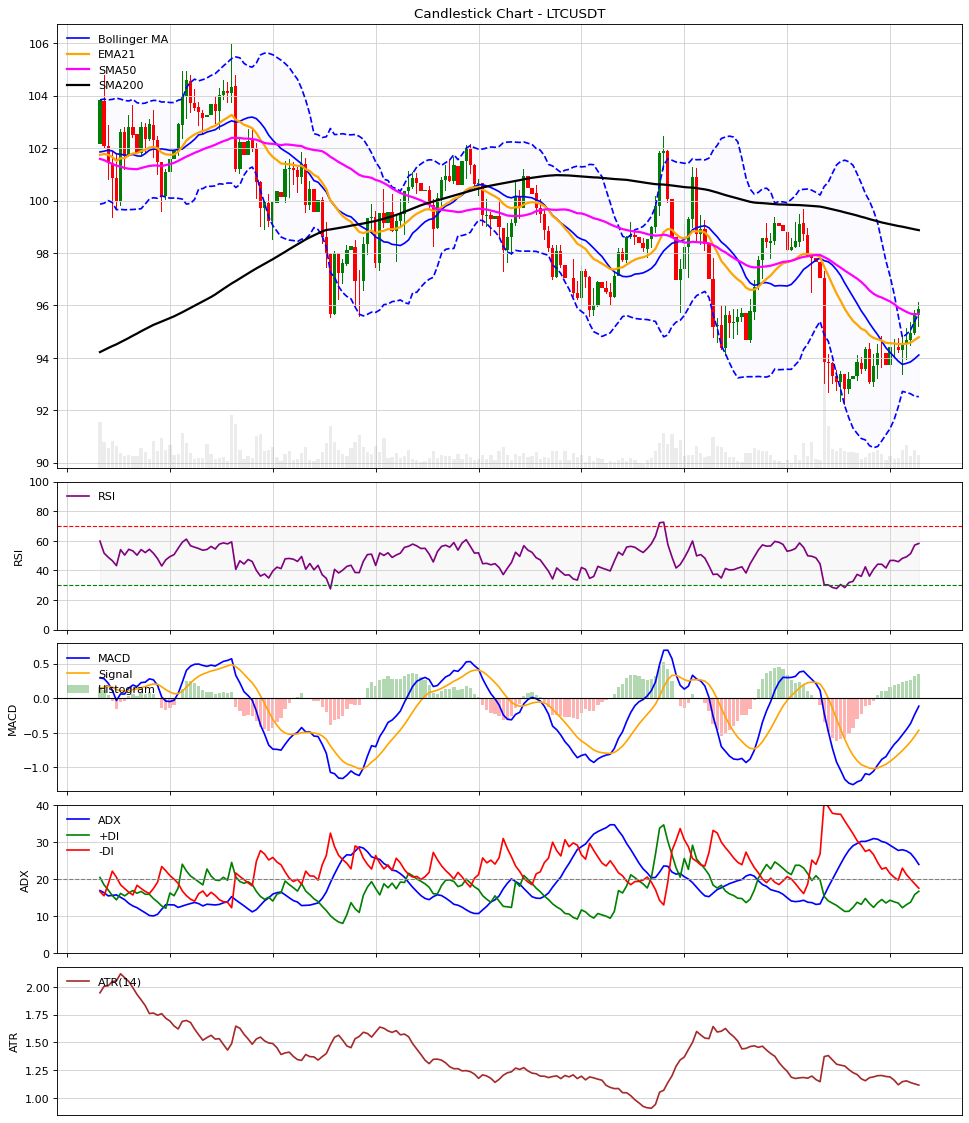 Candlestick Chart - LTCUSDT
Bollinger MA
EMA21
SMA50
SMA200
106
104
102
100
98
96
94
92
90
RSI
RSI
100
80
60
40
20
0
MACD
Signal
Histogram
MACD
0.5
0.0
−0.5
−1.0
ADX
+DI
-DI
ADX
40
30
20
10
0
ATR(14)
ATR
2.00
1.75
1.50
1.25
1.00